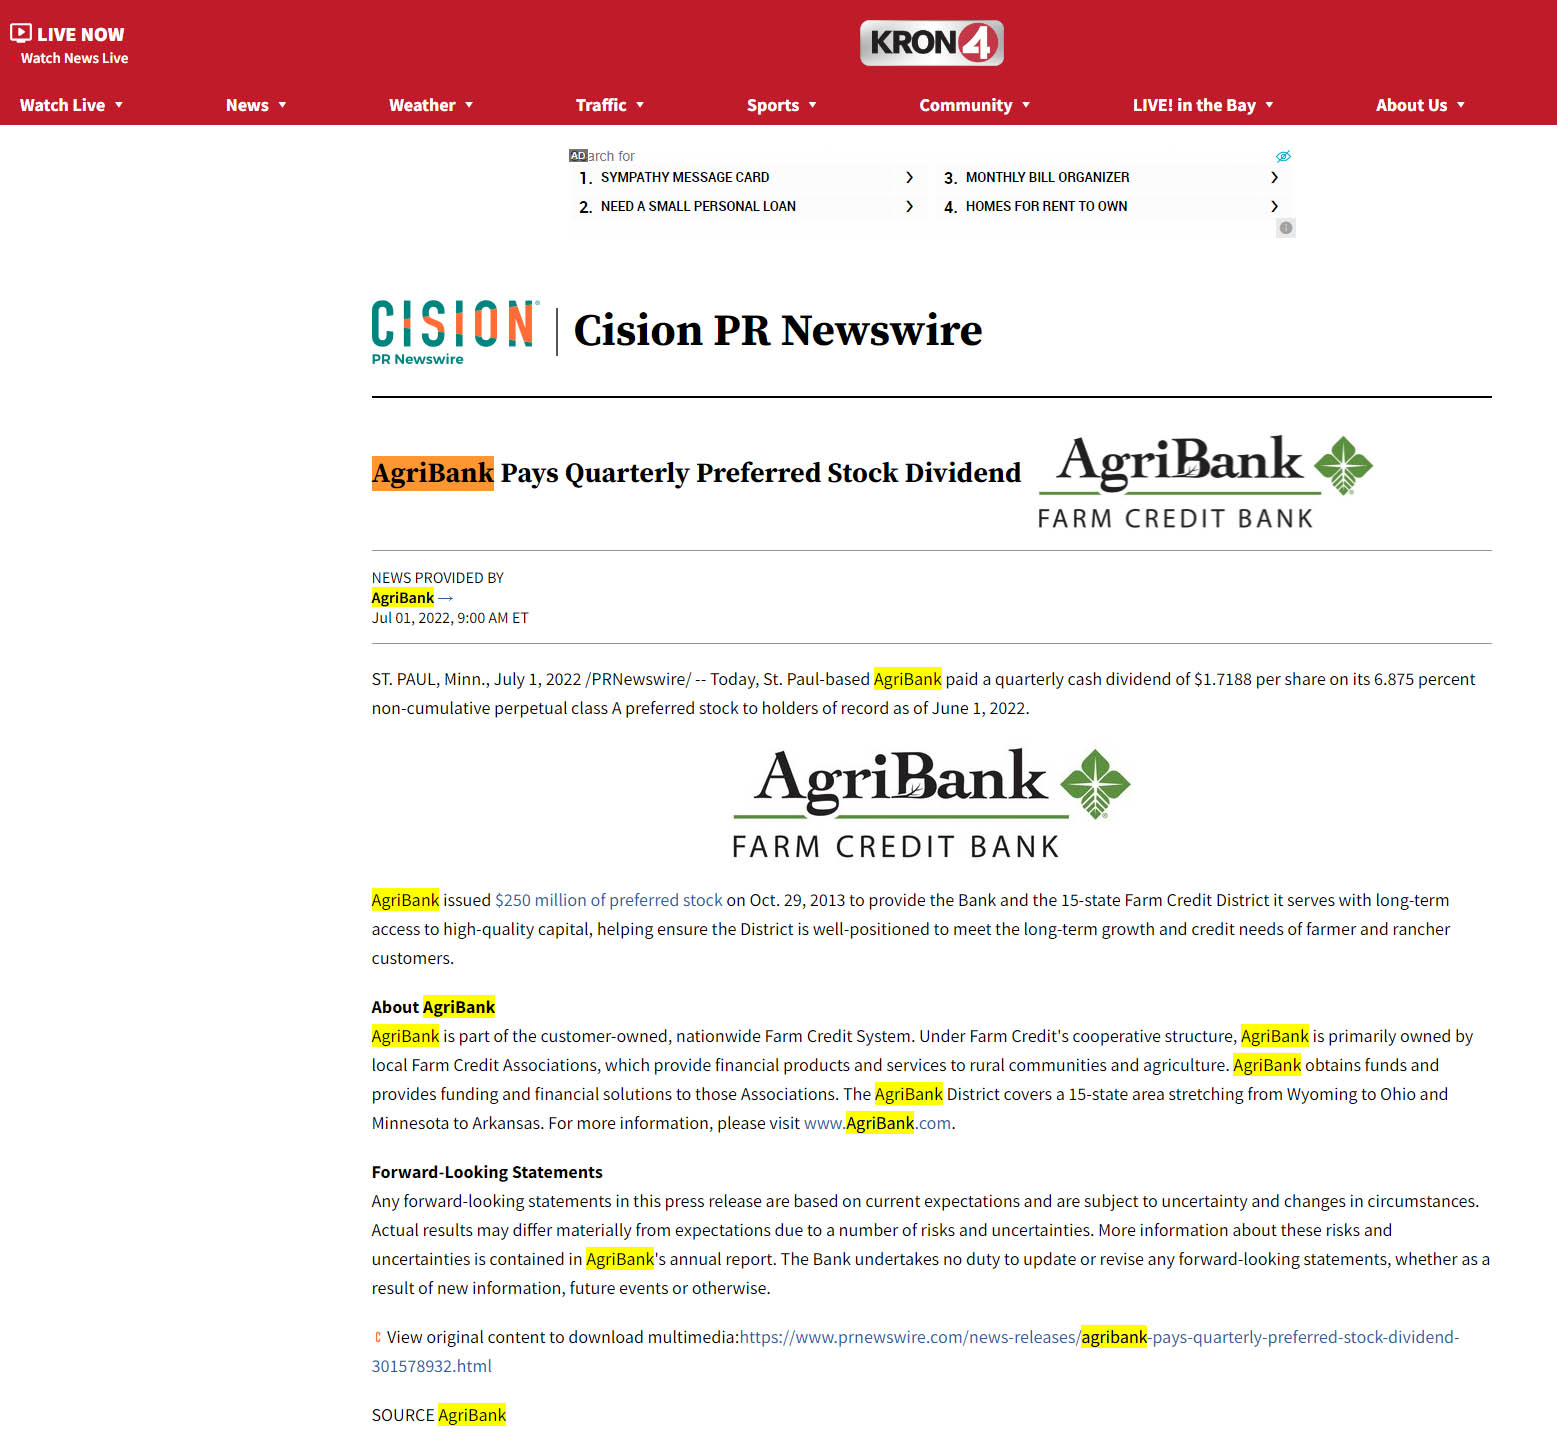 LIVE NOW
Watch News Live
KRON4
Watch Live
News
Weather
Traffic
Sports
Community
LIVE! in the Bay
About Us
AD arch for
1. SYMPATHY MESSAGE CARD
2. NEED A SMALL PERSONAL LOAN
3. MONTHLY BILL ORGANIZER
4. HOMES FOR RENT TO OWN
CISION®
PR Newswire
Cision PR Newswire
AgriBank Pays Quarterly Preferred Stock Dividend
AgriBank
FARM CREDIT BANK
NEWS PROVIDED BY
AgriBank →
Jul 01, 2022, 9:00 AM ET
ST. PAUL, Minn., July 1, 2022 /PRNewswire/ -- Today, St. Paul-based AgriBank paid a quarterly cash dividend of $1.7188 per share on its 6.875 percent
non-cumulative perpetual class A preferred stock to holders of record as of June 1, 2022.
AgriBank
FARM CREDIT BANK
AgriBank issued $250 million of preferred stock on Oct. 29, 2013 to provide the Bank and the 15-state Farm Credit District it serves with long-term
access to high-quality capital, helping ensure the District is well-positioned to meet the long-term growth and credit needs of farmer and rancher
customers.
About AgriBank
AgriBank is part of the customer-owned, nationwide Farm Credit System. Under Farm Credit's cooperative structure, AgriBank is primarily owned by
local Farm Credit Associations, which provide financial products and services to rural communities and agriculture. AgriBank obtains funds and
provides funding and financial solutions to those Associations. The AgriBank District covers a 15-state area stretching from Wyoming to Ohio and
Minnesota to Arkansas. For more information, please visit www.AgriBank.com.
Forward-Looking Statements
Any forward-looking statements in this press release are based on current expectations and are subject to uncertainty and changes in circumstances.
Actual results may differ materially from expectations due to a number of risks and uncertainties. More information about these risks and
uncertainties is contained in AgriBank's annual report. The Bank undertakes no duty to update or revise any forward-looking statements, whether as a
result of new information, future events or otherwise.
C View original content to download multimedia:https://www.prnewswire.com/news-releases/agribank-pays-quarterly-preferred-stock-dividend-
301578932.html
SOURCE AgriBank